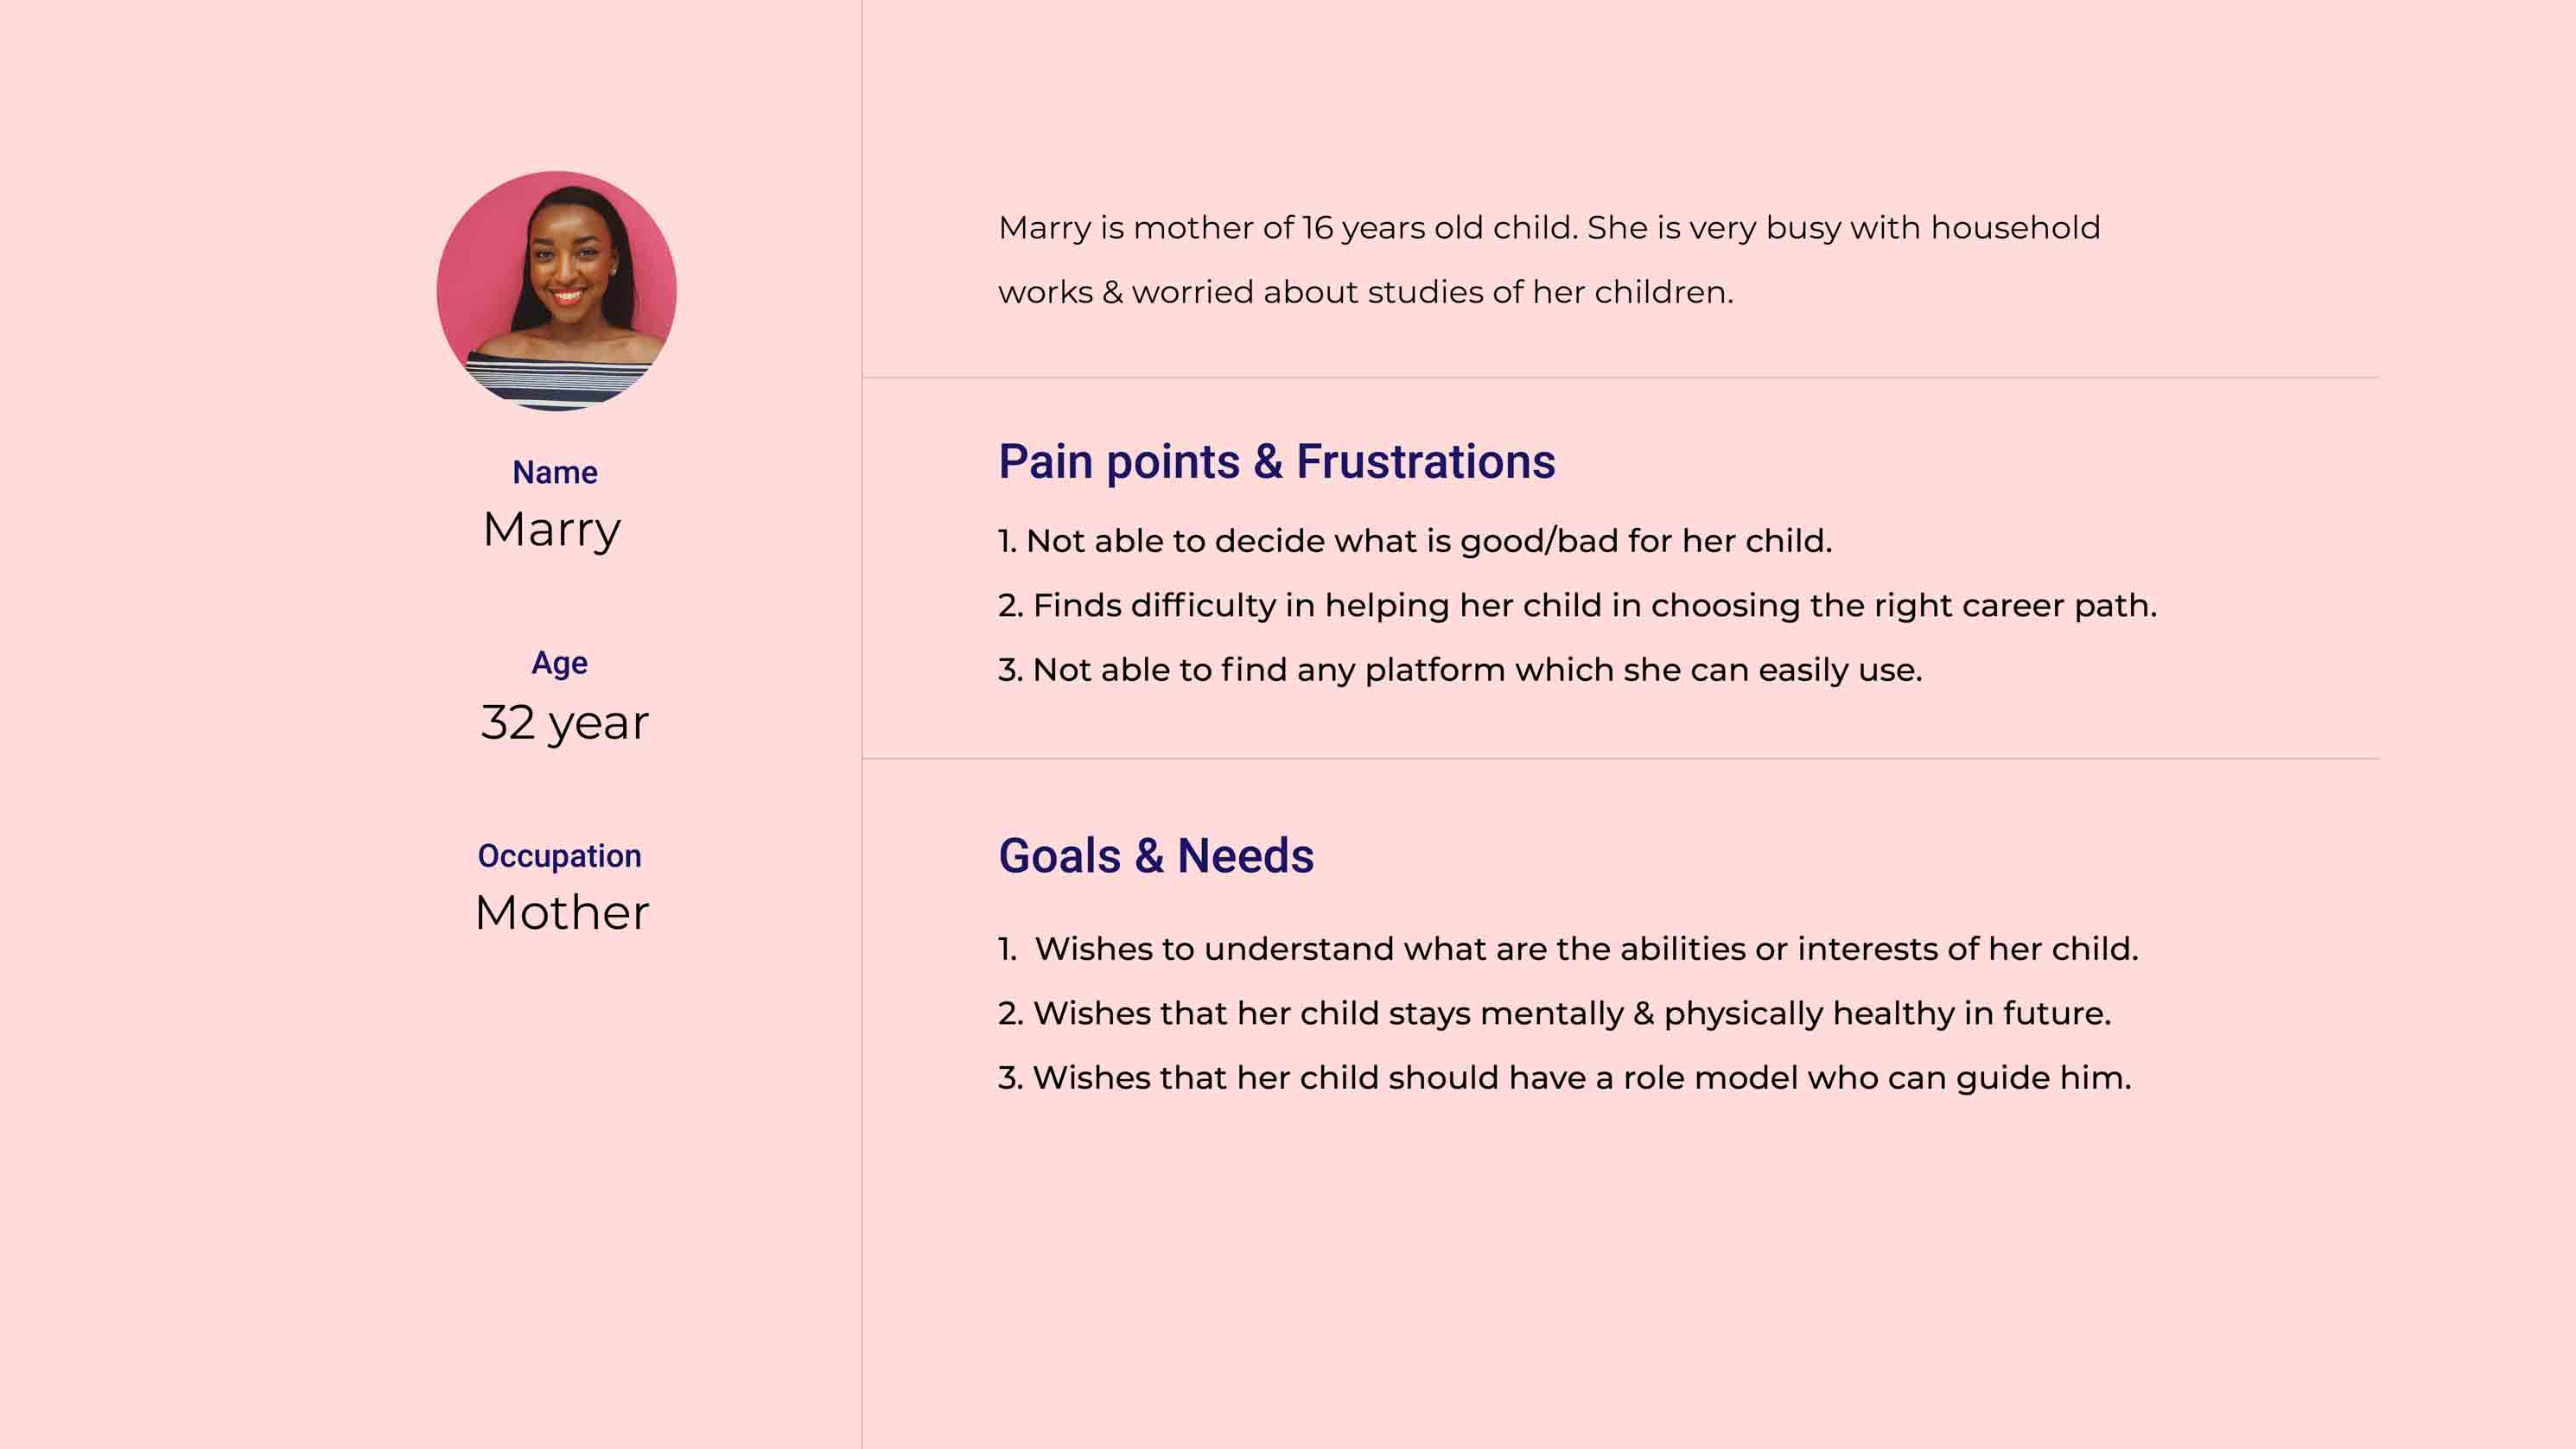 Name
Marry
Age
32 year
Occupation
Mother
Marry is mother of 16 years old child. She is very busy with household
works & worried about studies of her children.
Pain points & Frustrations
1. Not able to decide what is good/bad for her child.
2. Finds difficulty in helping her child in choosing the right career path.
3. Not able to find any platform which she can easily use.
Goals & Needs
1. Wishes to understand what are the abilities or interests of her child.
2. Wishes that her child stays mentally & physically healthy in future.
3. Wishes that her child should have a role model who can guide him.